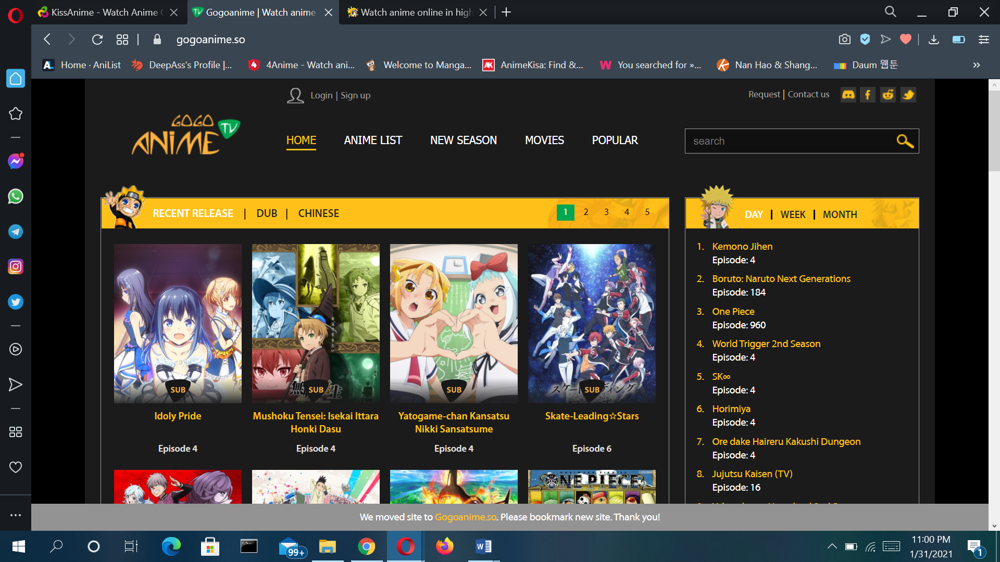 KissAnime - Watch Anime
Gogoanime | Watch anime
Watch anime online in high
gogoanime.so
Home · AniList
DeepAss's Profile |...
4Anime - Watch ani...
Welcome to Manga...
AnimeKisa: Find &...
You searched for »...
Nan Hao & Shang...
Daum 웹툰
Login | Sign up
Request | Contact us
GOGO
ANIME TV
HOME
ANIME LIST
NEW SEASON
MOVIES
POPULAR
search
RECENT RELEASE | DUB | CHINESE
1 2 3 4 5
SUB
SUB
SUB
SUB
Idoly Pride
Episode 4
Mushoku Tensei: Isekai Ittara
Honki Dasu
Episode 4
Yatogame-chan Kansatsu
Nikki Sansatsume
Episode 4
Skate-Leading☆Stars
Episode 6
ONE PIECE
DAY | WEEK | MONTH
1. Kemono Jihen
Episode: 4
2. Boruto: Naruto Next Generations
Episode: 184
3. One Piece
Episode: 960
4. World Trigger 2nd Season
Episode: 4
5. SK∞
Episode: 4
6. Horimiya
Episode: 4
7. Ore dake Haireru Kakushi Dungeon
Episode: 4
8. Jujutsu Kaisen (TV)
Episode: 16
We moved site to Gogoanime.so. Please bookmark new site. Thank you!
99+
11:00 PM
1/31/2021
1